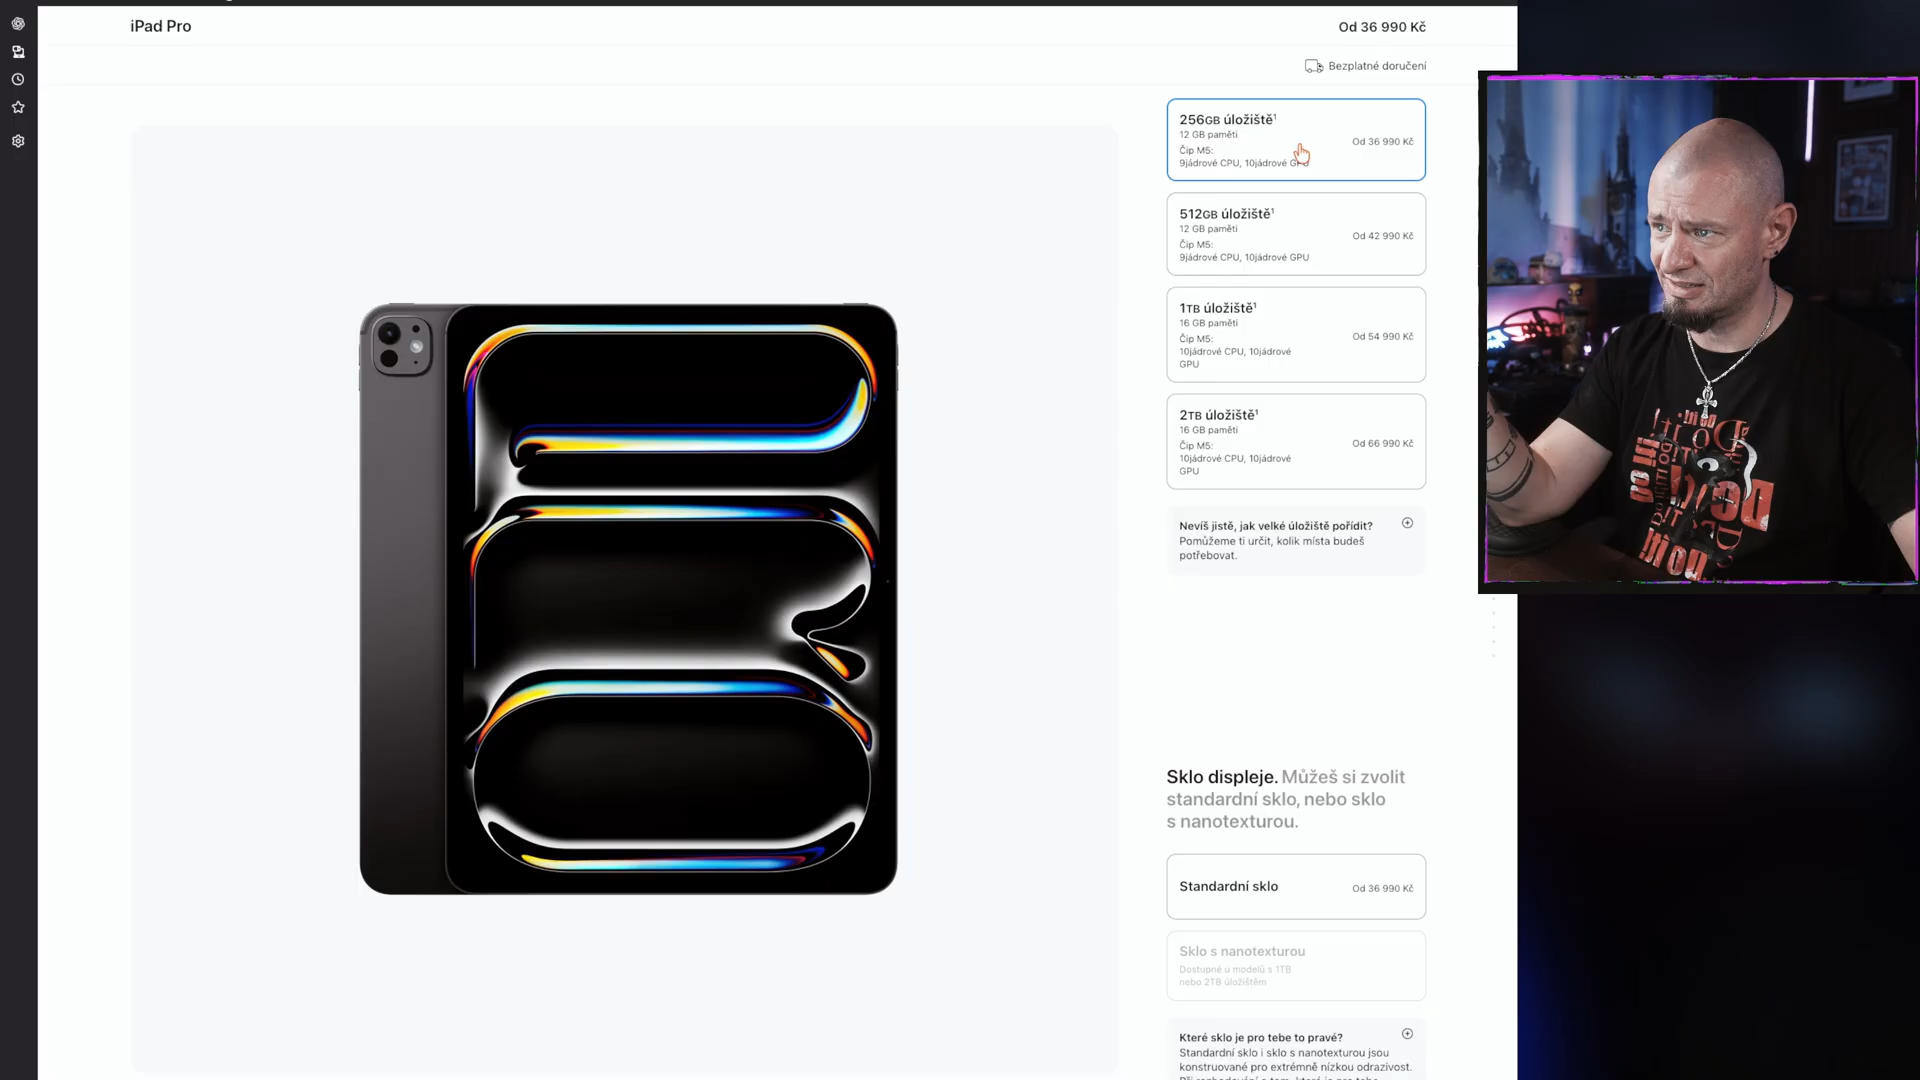 iPad Pro
Od 36 990 Kč
Bezplatné doručení
256GB úložiště¹
12 GB paměti
Čip M5:
9jádrové CPU, 10jádrové GPU
Od 36 990 Kč
512GB úložiště¹
12 GB paměti
Čip M5:
9jádrové CPU, 10jádrové GPU
Od 42 990 Kč
1TB úložiště¹
16 GB paměti
Čip M5:
10jádrové CPU, 10jádrové
GPU
Od 54 990 Kč
2TB úložiště¹
16 GB paměti
Čip M5:
10jádrové CPU, 10jádrové
GPU
Od 66 990 Kč
Nevíš jistě, jak velké úložiště pořídit?
Pomůžeme ti určit, kolik místa budeš
potřebovat.
Sklo displeje. Můžeš si zvolit
standardní sklo, nebo sklo
s nanotexturou.
Standardní sklo
Od 36 990 Kč
Sklo s nanotexturou
Dostupné u modelů s 1TB
nebo 2TB úložištěm
Které sklo je pro tebe to pravé?
Standardní sklo i sklo s nanotexturou jsou
konstruované pro extrémně nízkou odrazivost.